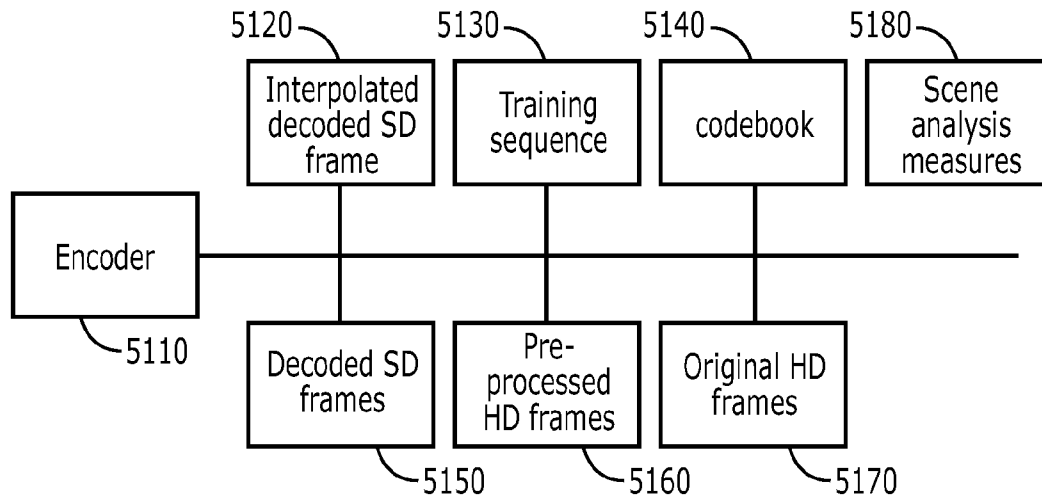 5120
5130
5140
5180
Interpolated
decoded SD
frame
Training
sequence
codebook
Scene
analysis
measures
Encoder
5110
Decoded SD
frames
Pre-
processed
HD frames
Original HD
frames
5150
5160
5170